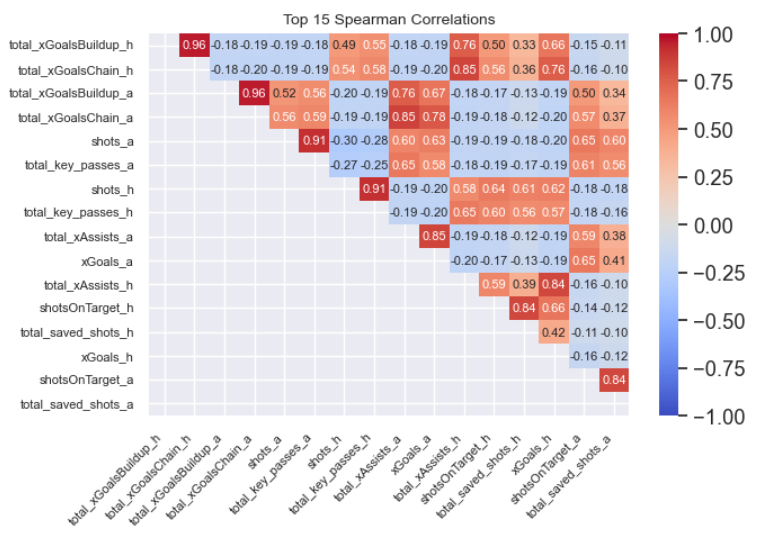 Top 15 Spearman Correlations
total_xGoalsBuildup_h 0.96 -0.18 -0.19 -0.19 -0.18 0.49 0.55 -0.18 -0.19 0.76 0.50 0.33 0.66 -0.15 -0.11
total_xGoalsChain_h -0.18 -0.20 -0.19 -0.19 0.54 0.58 -0.19 -0.20 0.85 0.56 0.36 0.76 -0.16 -0.10
total_xGoalsBuildup_a 0.96 0.52 0.56 -0.20 -0.19 0.76 0.67 -0.18 -0.17 -0.13 -0.19 0.50 0.34
total_xGoalsChain_a 0.56 0.59 -0.19 -0.19 0.85 0.78 -0.19 -0.18 -0.12 -0.20 0.57 0.37
shots_a 0.91 -0.30 -0.28 0.60 0.63 -0.19 -0.19 -0.18 -0.20 0.65 0.60
total_key_passes_a -0.27 -0.25 0.65 0.58 -0.18 -0.19 -0.17 -0.19 0.61 0.56
shots_h 0.91 -0.19 -0.20 0.58 0.64 0.61 0.62 -0.18 -0.18
total_key_passes_h -0.19 -0.20 0.65 0.60 0.56 0.57 -0.18 -0.16
total_xAssists_a 0.85 -0.19 -0.18 -0.12 -0.19 0.59 0.38
xGoals_a -0.20 -0.17 -0.13 -0.19 0.65 0.41
total_xAssists_h 0.59 0.39 0.84 -0.16 -0.10
shotsOnTarget_h 0.84 0.66 -0.14 -0.12
total_saved_shots_h 0.42 -0.11 -0.10
xGoals_h -0.16 -0.12
shotsOnTarget_a 0.84
total_saved_shots_a
total_xGoalsBuildup_h
total_xGoalsChain_h
total_xGoalsBuildup_a
total_xGoalsChain_a
shots_a
total_key_passes_a
shots_h
total_key_passes_h
total_xAssists_a
xGoals_a
total_xAssists_h
shotsOnTarget_h
total_saved_shots_h
xGoals_h
shotsOnTarget_a
total_saved_shots_a
1.00
0.75
0.50
0.25
0.00
−0.25
−0.50
−0.75
−1.00